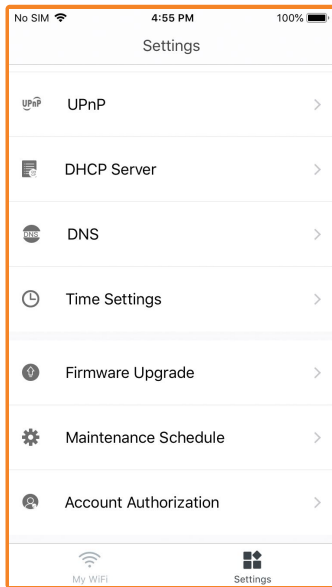 No SIM 4:55 PM 100%
Settings
UPnP UPnP
DHCP Server
DNS DNS
Time Settings
Firmware Upgrade
Maintenance Schedule
Account Authorization
My WiFi Settings